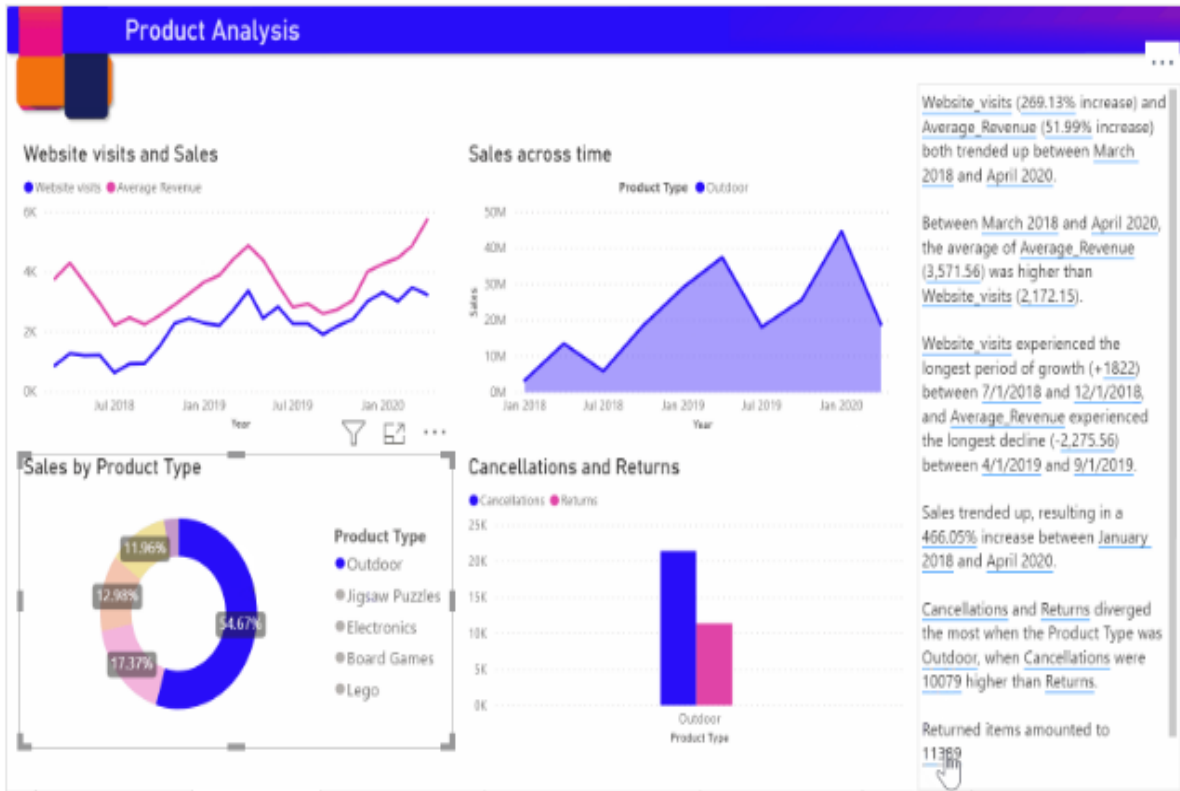 Product Analysis
...
Website visits and Sales
Website visits Average Revenue
6K
4K
2K
0K
Jul 2018 Jan 2019 Jul 2019 Jan 2020
Year
Sales across time
Product Type Outdoor
Sales
50M
40M
30M
20M
10M
0M
Jan 2018 Jul 2018 Jan 2019 Jul 2019 Jan 2020
Year
Sales by Product Type
11.96%
12.98%
54.67%
17.37%
Product Type
Outdoor
Jigsaw Puzzles
Electronics
Board Games
Lego
Cancellations and Returns
Cancellations Returns
25K
20K
15K
10K
5K
0K
Outdoor
Product Type
Website_visits (269.13% increase) and
Average_Revenue (51.99% increase)
both trended up between March
2018 and April 2020.
Between March 2018 and April 2020,
the average of Average_Revenue
(3,571.56) was higher than
Website_visits (2,172.15).
Website_visits experienced the
longest period of growth (+1822)
between 7/1/2018 and 12/1/2018,
and Average_Revenue experienced
the longest decline (-2,275.56)
between 4/1/2019 and 9/1/2019.
Sales trended up, resulting in a
466.05% increase between January
2018 and April 2020.
Cancellations and Returns diverged
the most when the Product Type was
Outdoor, when Cancellations were
10079 higher than Returns.
Returned items amounted to